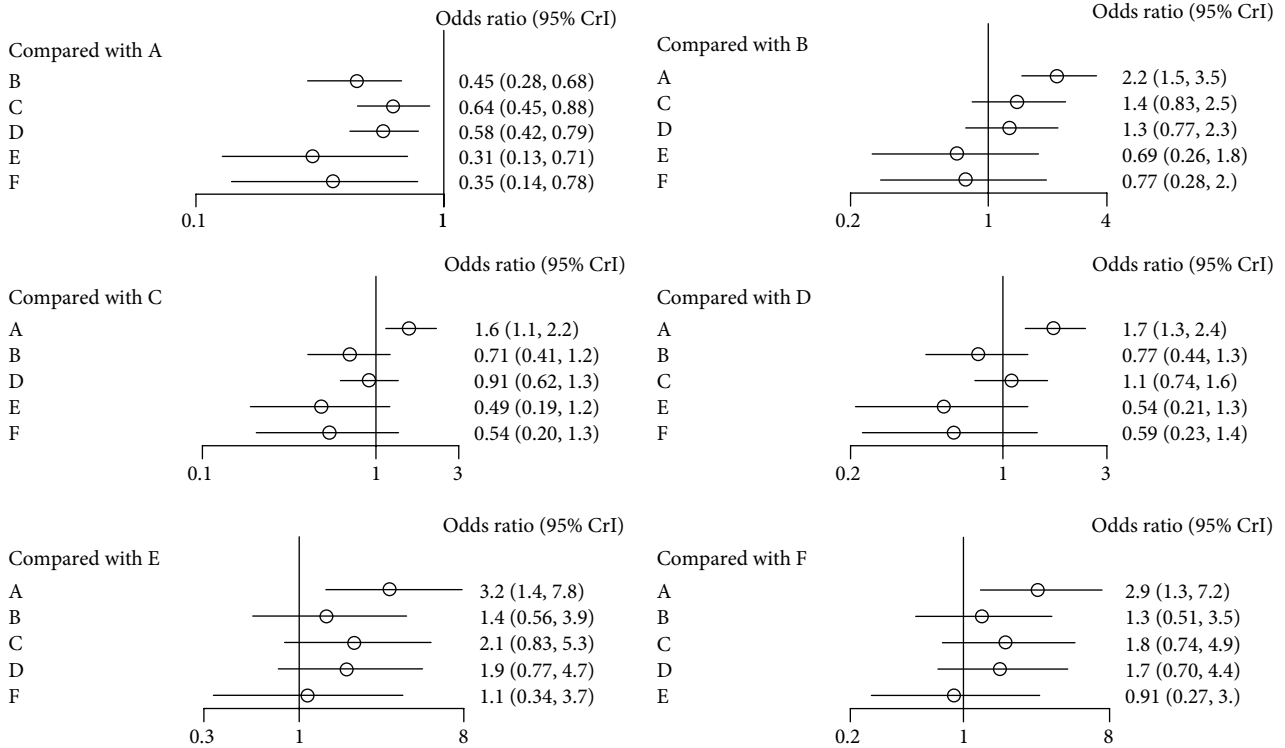 Odds ratio (95% CrI)
Compared with A
B 0.45 (0.28, 0.68)
C 0.64 (0.45, 0.88)
D 0.58 (0.42, 0.79)
E 0.31 (0.13, 0.71)
F 0.35 (0.14, 0.78)
0.1 1
Odds ratio (95% CrI)
Compared with B
A 2.2 (1.5, 3.5)
C 1.4 (0.83, 2.5)
D 1.3 (0.77, 2.3)
E 0.69 (0.26, 1.8)
F 0.77 (0.28, 2.)
0.2 1 4
Odds ratio (95% CrI)
Compared with C
A 1.6 (1.1, 2.2)
B 0.71 (0.41, 1.2)
D 0.91 (0.62, 1.3)
E 0.49 (0.19, 1.2)
F 0.54 (0.20, 1.3)
0.1 1 3
Odds ratio (95% CrI)
Compared with D
A 1.7 (1.3, 2.4)
B 0.77 (0.44, 1.3)
C 1.1 (0.74, 1.6)
E 0.54 (0.21, 1.3)
F 0.59 (0.23, 1.4)
0.2 1 3
Odds ratio (95% CrI)
Compared with E
A 3.2 (1.4, 7.8)
B 1.4 (0.56, 3.9)
C 2.1 (0.83, 5.3)
D 1.9 (0.77, 4.7)
F 1.1 (0.34, 3.7)
0.3 1 8
Odds ratio (95% CrI)
Compared with F
A 2.9 (1.3, 7.2)
B 1.3 (0.51, 3.5)
C 1.8 (0.74, 4.9)
D 1.7 (0.70, 4.4)
E 0.91 (0.27, 3.)
0.2 1 8